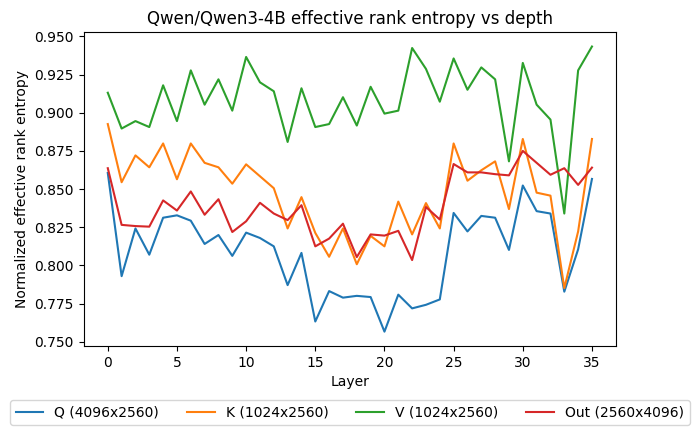 Qwen/Qwen3-4B effective rank entropy vs depth
Normalized effective rank entropy
0.950
0.925
0.900
0.875
0.850
0.825
0.800
0.775
0.750
0 5 10 15 20 25 30 35
Layer
Q (4096x2560) K (1024x2560) V (1024x2560) Out (2560x4096)